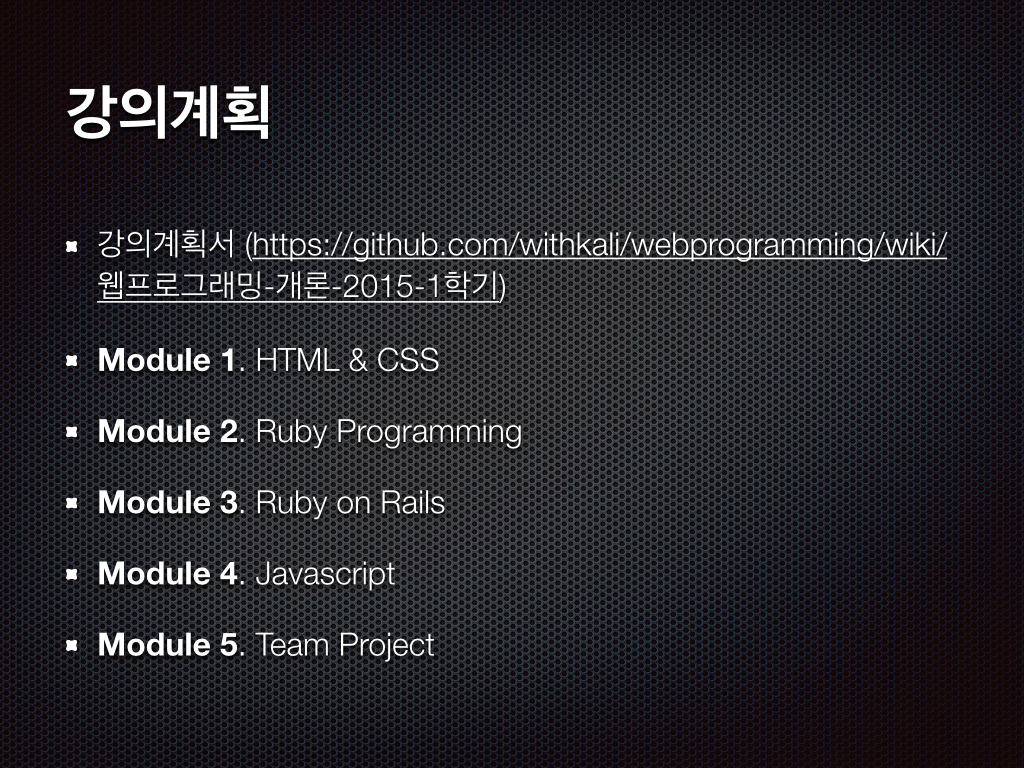 강의계획
강의계획서 (https://github.com/withkali/webprogramming/wiki/
웹프로그래밍-개론-2015-1학기)
Module 1. HTML & CSS
Module 2. Ruby Programming
Module 3. Ruby on Rails
Module 4. Javascript
Module 5. Team Project